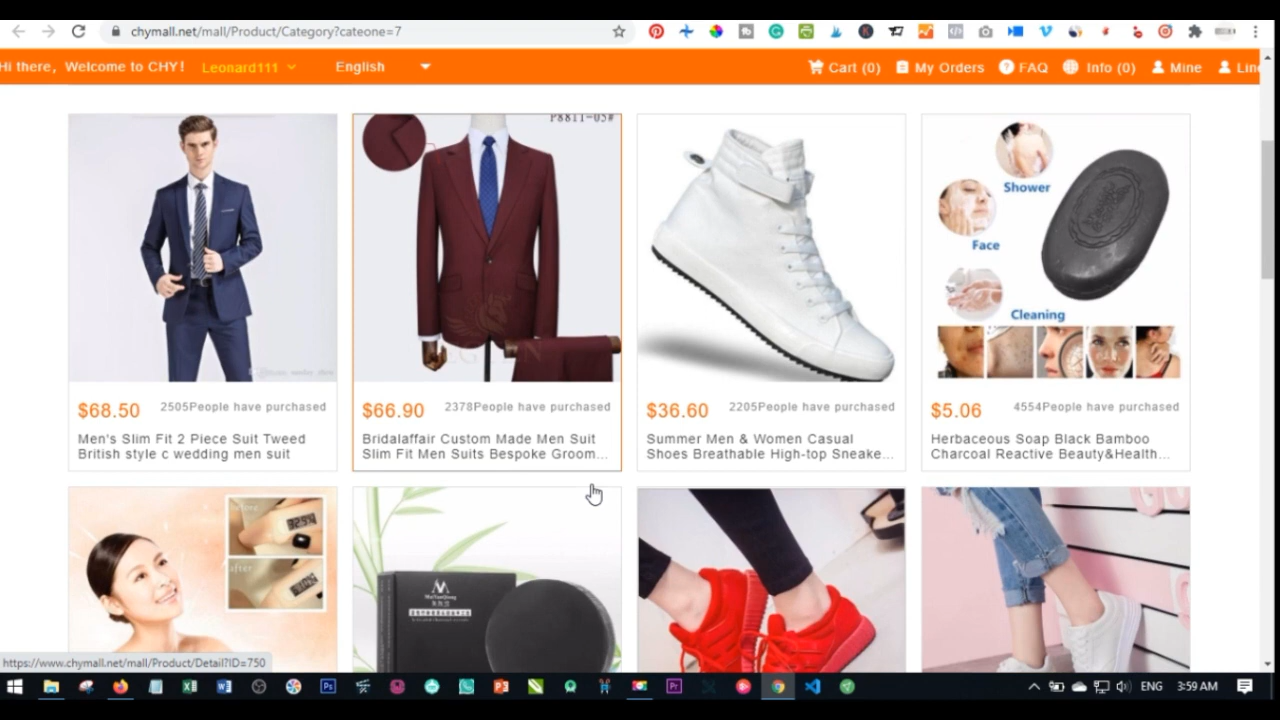 chymall.net/mall/Product/Category?cateone=7
Hi there, Welcome to CHY! Leonard111 English Cart (0) My Orders FAQ Info (0) Mine Line
P8811-05#
Shower
Face
Cleaning
$68.50 2505People have purchased
Men's Slim Fit 2 Piece Suit Tweed
British style c wedding men suit
$66.90 2378People have purchased
Bridalaffair Custom Made Men Suit
Slim Fit Men Suits Bespoke Groom...
$36.60 2205People have purchased
Summer Men & Women Casual
Shoes Breathable High-top Sneake...
$5.06 4554People have purchased
Herbaceous Soap Black Bamboo
Charcoal Reactive Beauty&Health...
before
after
https://www.chymall.net/mall/Product/Detail?ID=750
ENG 3:59 AM